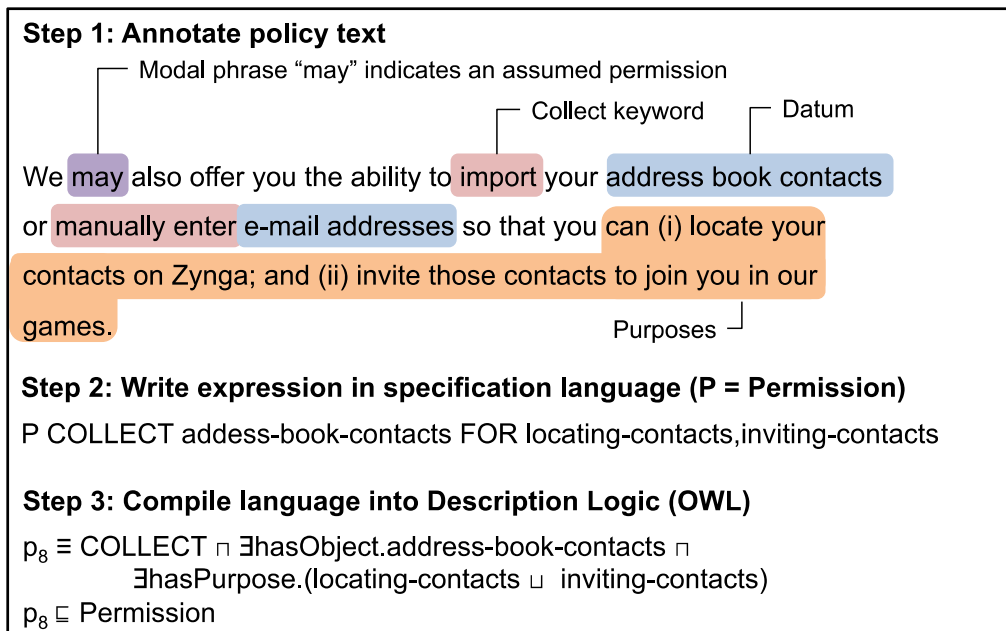 Step 1: Annotate policy text
Modal phrase “may” indicates an assumed permission
Collect keyword
Datum
We may also offer you the ability to import your address book contacts
or manually enter e-mail addresses so that you can (i) locate your
contacts on Zynga; and (ii) invite those contacts to join you in our
games.
Purposes
Step 2: Write expression in specification language (P = Permission)
P COLLECT addess-book-contacts FOR locating-contacts,inviting-contacts
Step 3: Compile language into Description Logic (OWL)
p₈ ≡ COLLECT ⊓ ∃hasObject.address-book-contacts ⊓
∃hasPurpose.(locating-contacts ⊔ inviting-contacts)
p₈ ⊑ Permission